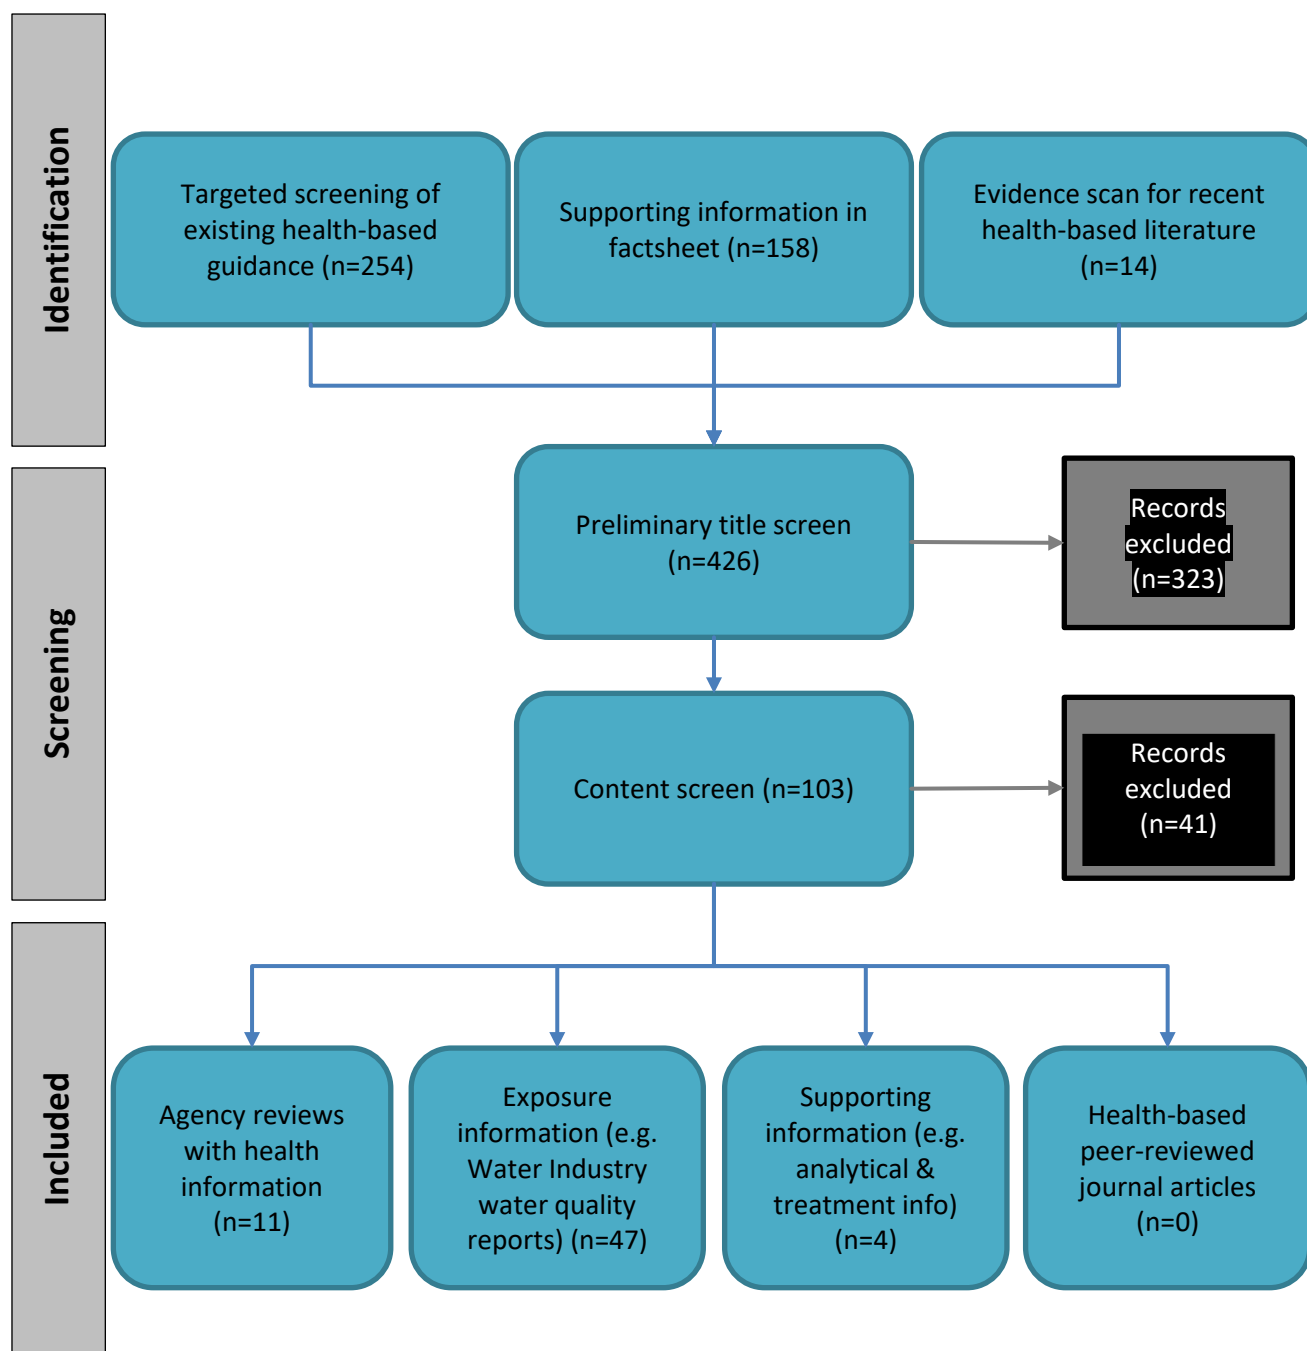 Identification
Targeted screening of
existing health-based
guidance (n=254)
Supporting information in
factsheet (n=158)
Evidence scan for recent
health-based literature
(n=14)
Screening
Preliminary title screen
(n=426)
Records
excluded
(n=323)
Content screen (n=103)
Records
excluded
(n=41)
Included
Agency reviews
with health
information
(n=11)
Exposure
information (e.g.
Water Industry
water quality
reports) (n=47)
Supporting
information (e.g.
analytical &
treatment info)
(n=4)
Health-based
peer-reviewed
journal articles
(n=0)